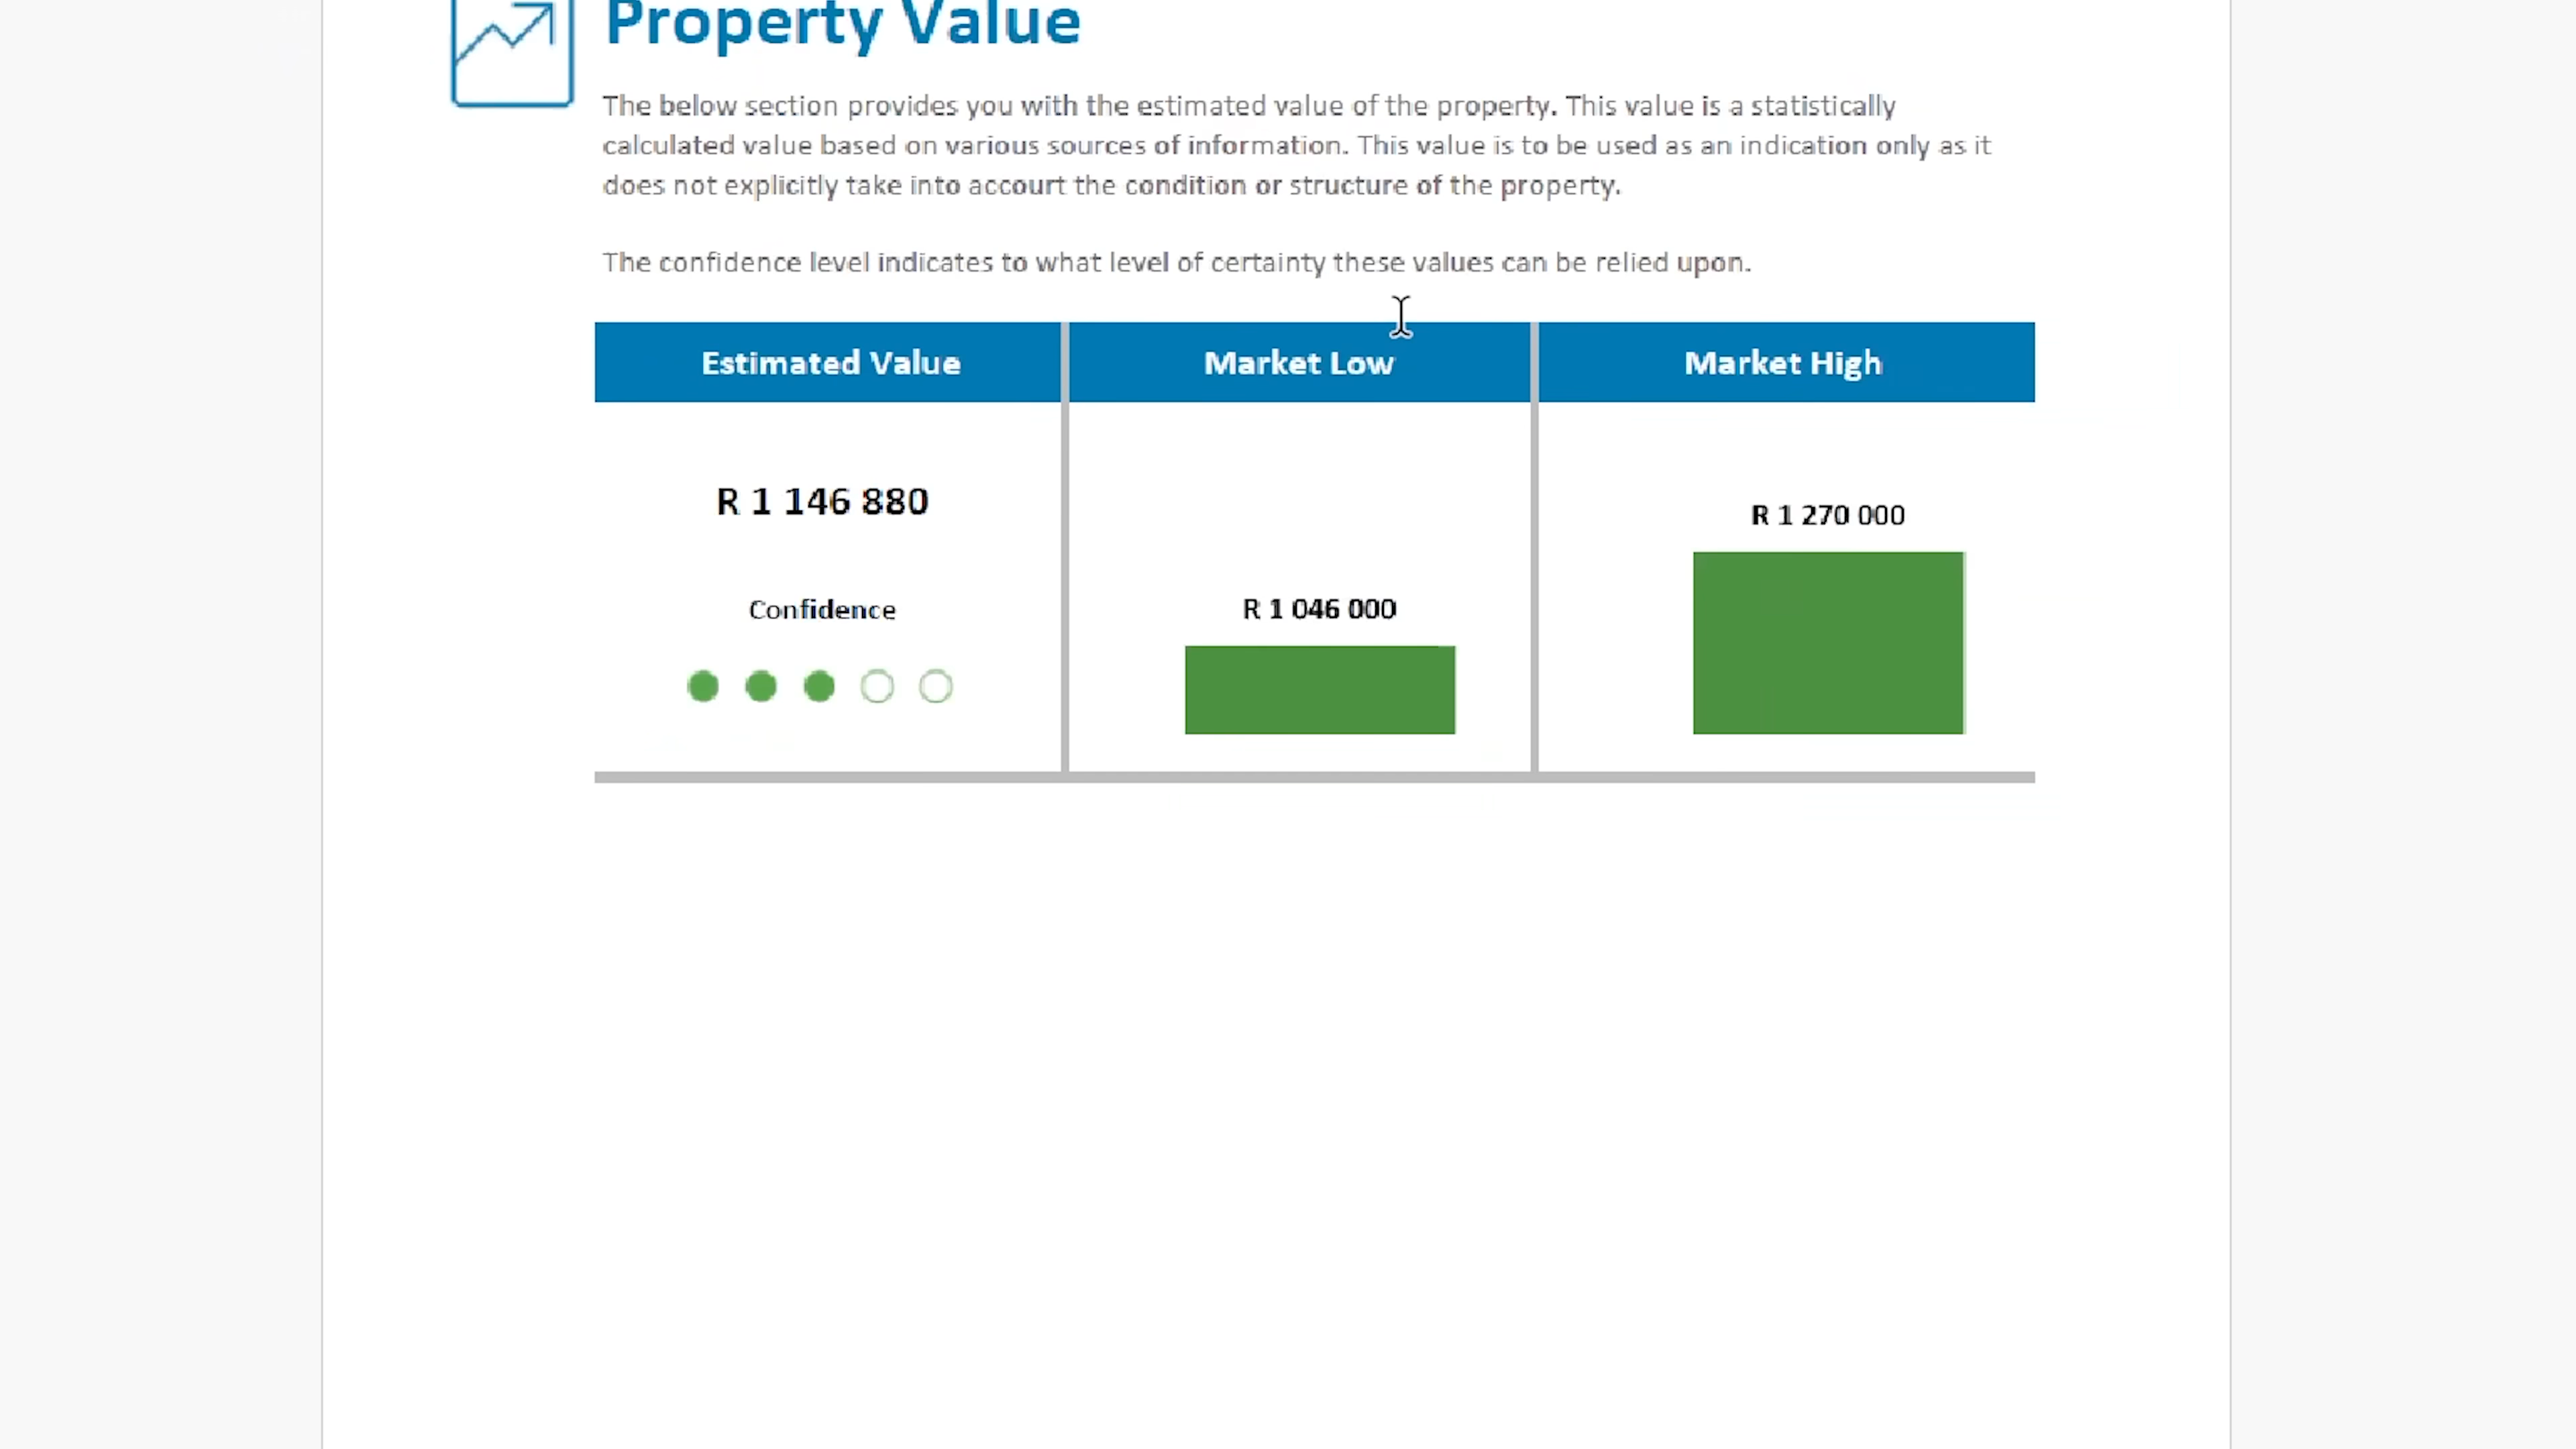 Property Value
The below section provides you with the estimated value of the property. This value is a statistically
calculated value based on various sources of information. This value is to be used as an indication only as it
does not explicitly take into accourt the condition or structure of the property.
The confidence level indicates to what level of certainty these values can be relied upon.
Estimated Value
Market Low
Market High
R 1 146 880
R 1 270 000
Confidence
R 1 046 000